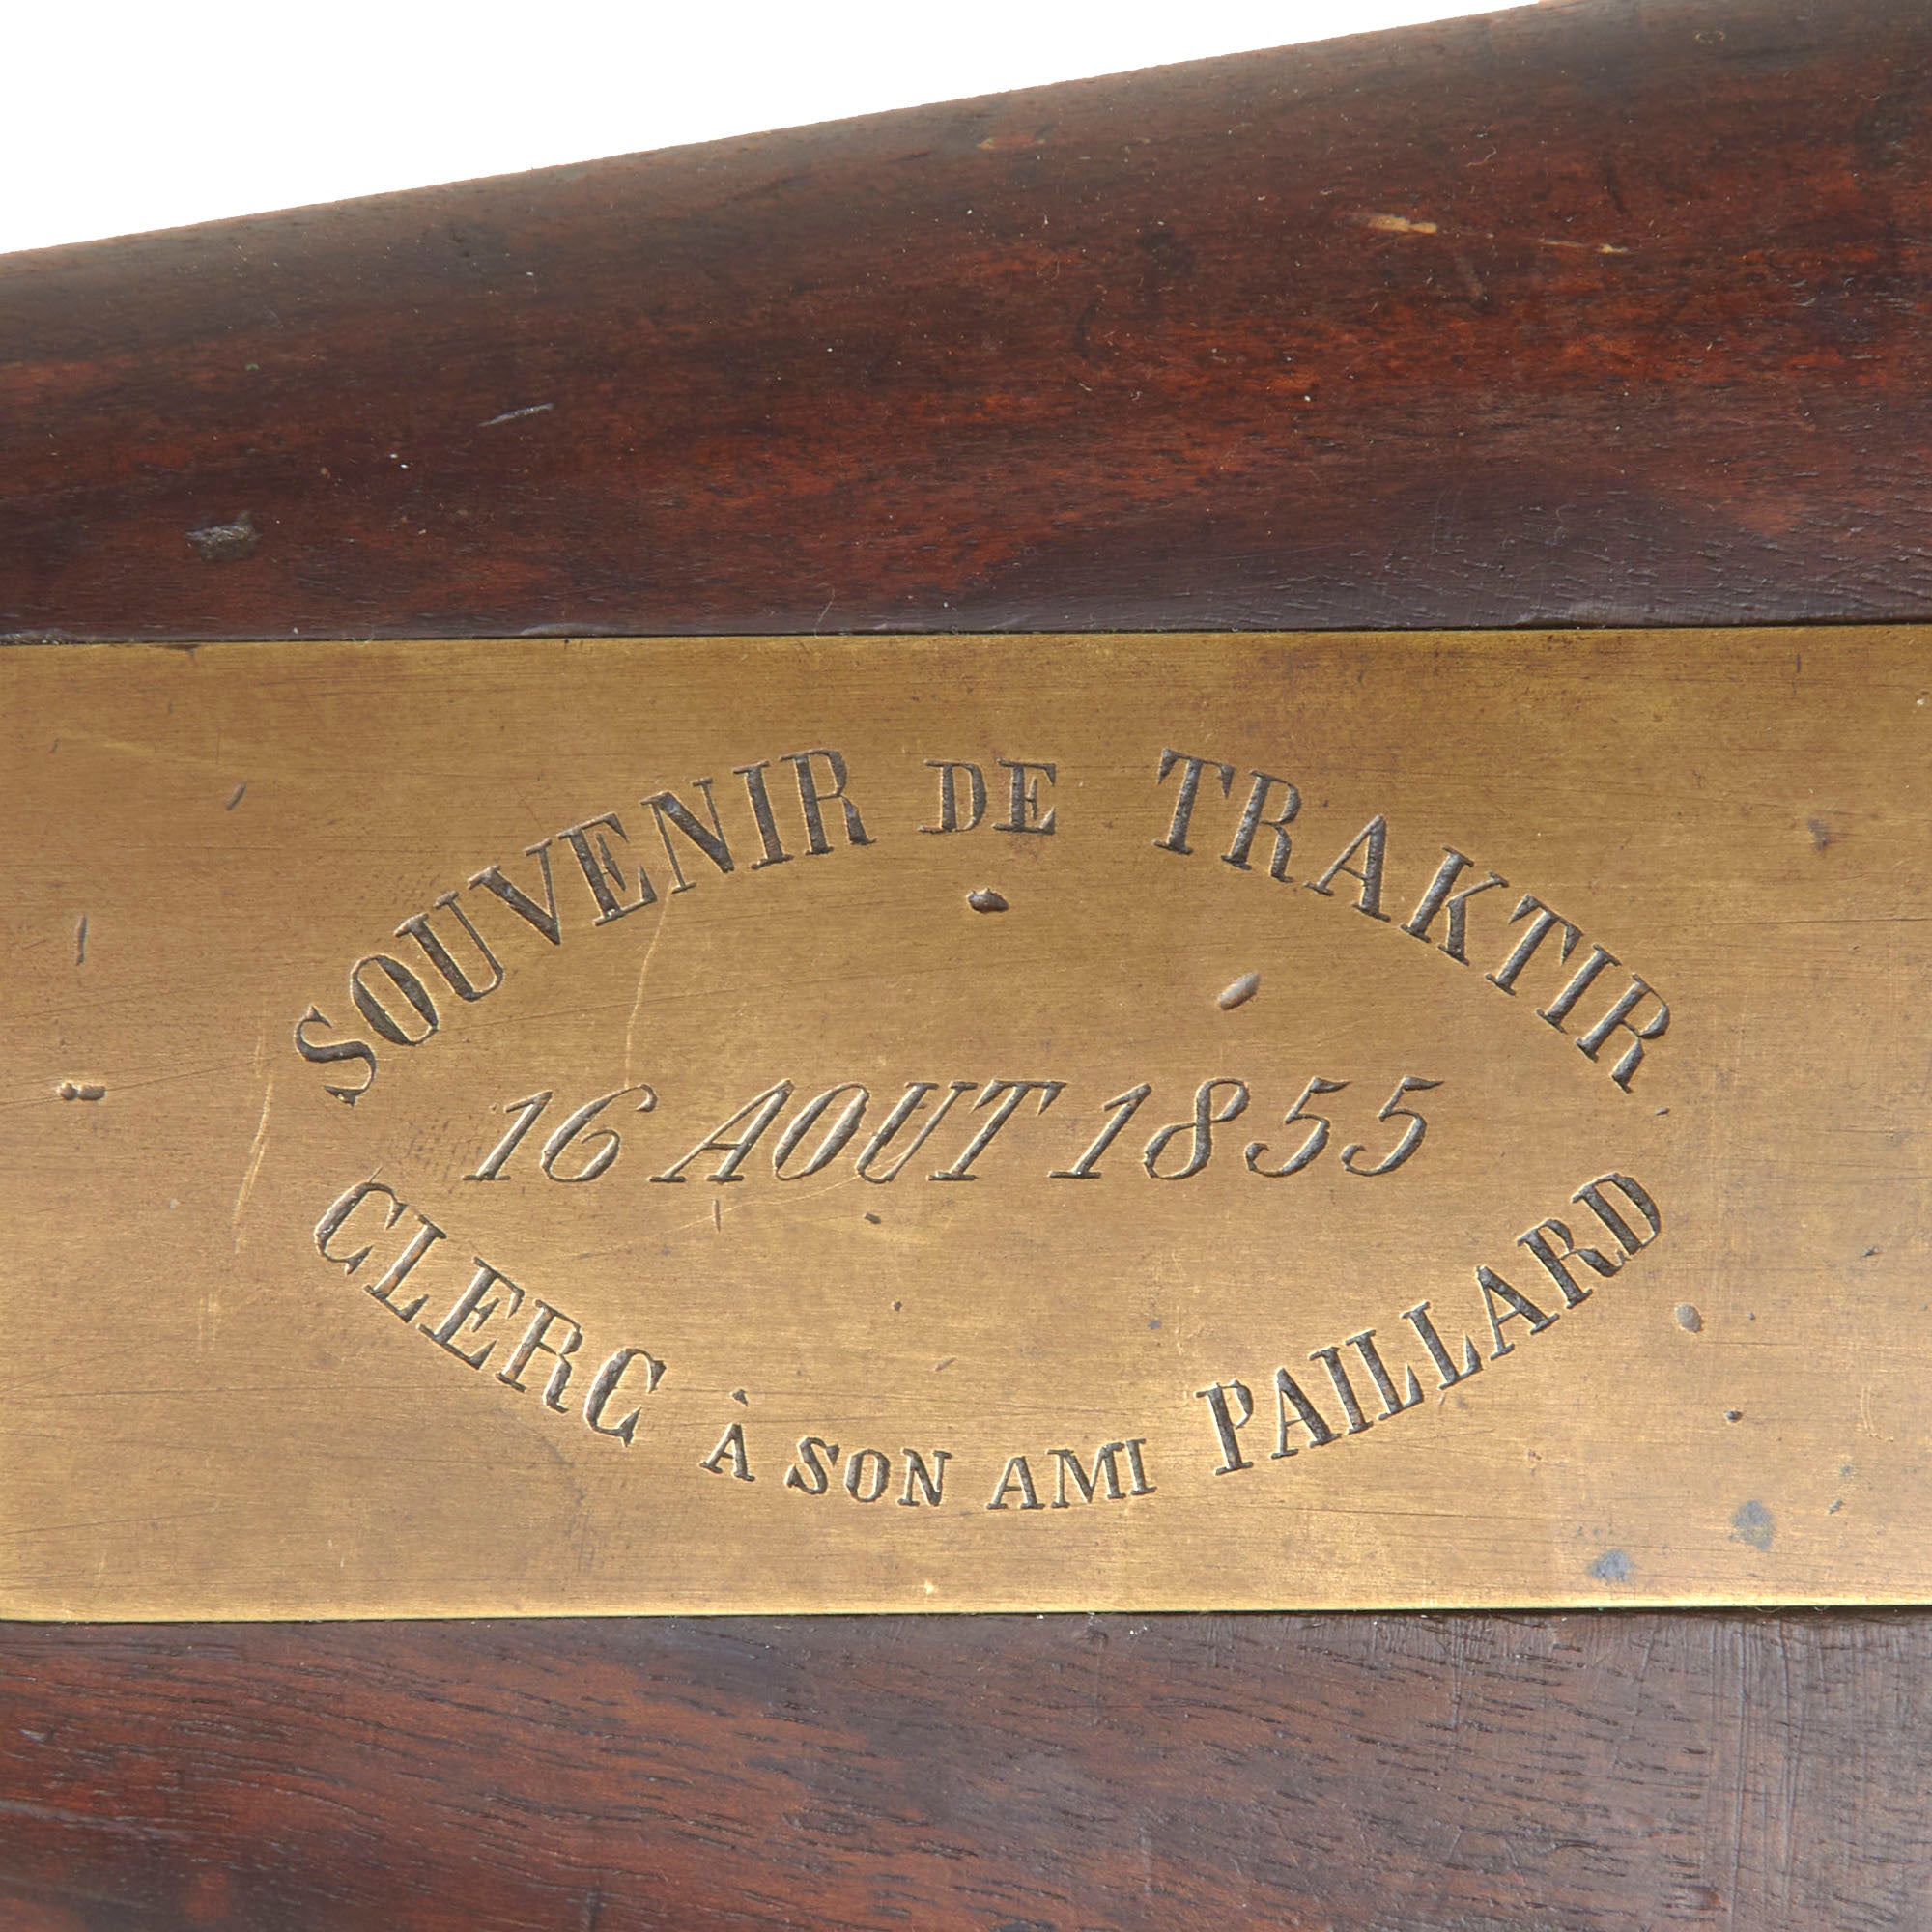 SOUVENIR DE TRAKTIR
16 AOUT 1855
CLERC À SON AMI PAILLARD